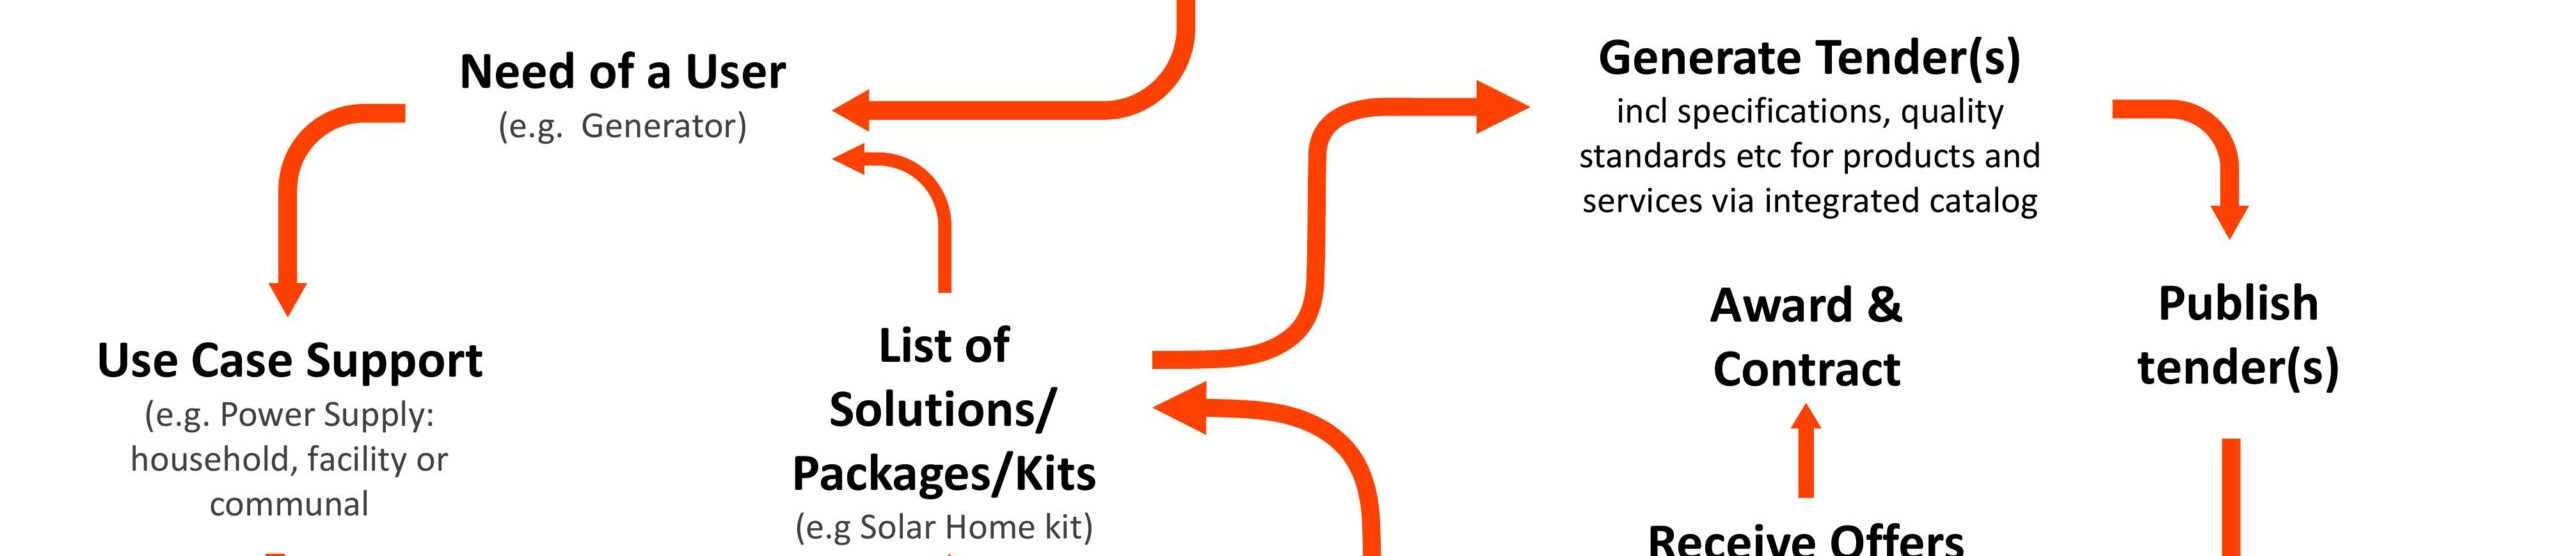 Need of a User
(e.g.  Generator)
Use Case Support
(e.g. Power Supply:
household, facility or
communal
List of
Solutions/
Packages/Kits
(e.g Solar Home kit)
Generate Tender(s)
incl specifications, quality
standards etc for products and
services via integrated catalog
Award &
Contract
Receive Offers
Publish
tender(s)